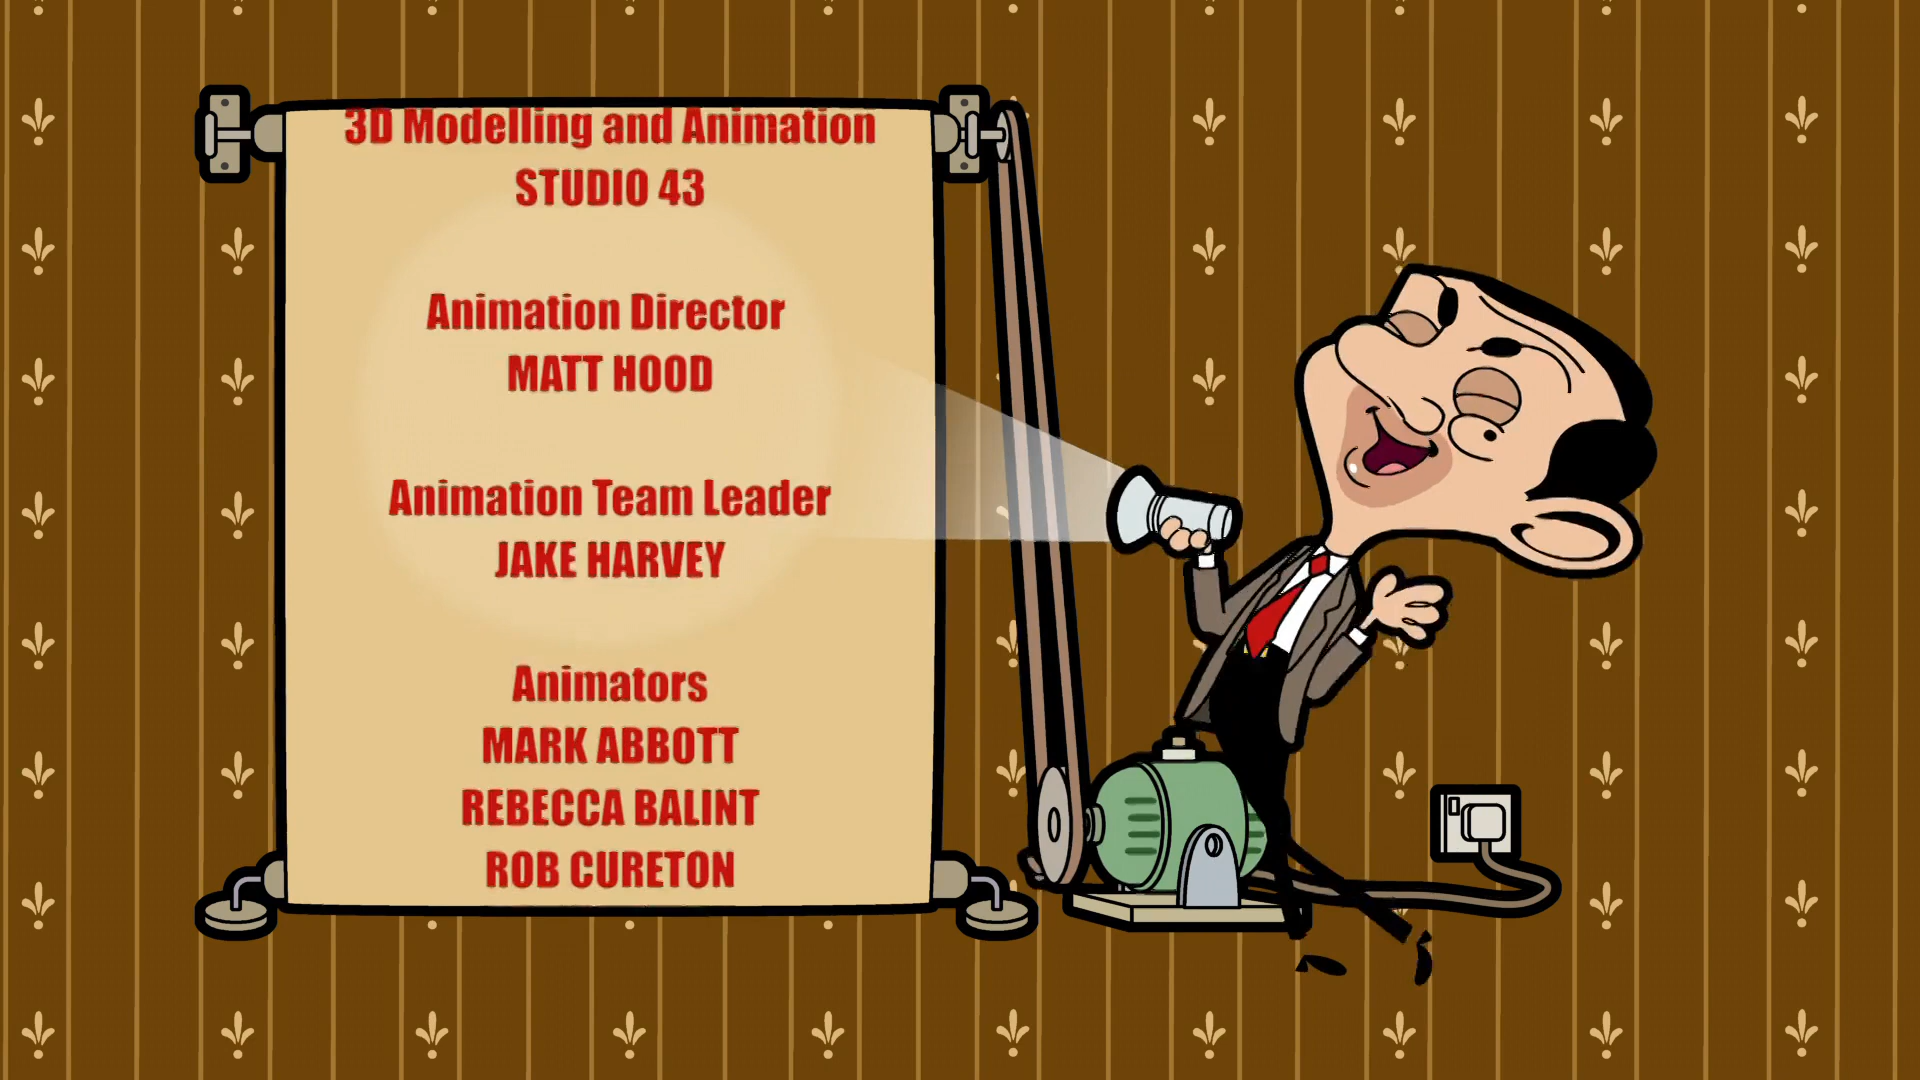 3D Modelling and Animation
STUDIO 43
Animation Director
MATT HOOD
Animation Team Leader
JAKE HARVEY
Animators
MARK ABBOTT
REBECCA BALINT
ROB CURETON